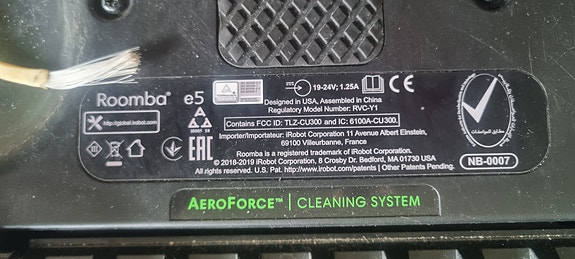 Roomba® e5
http://global.irobot.com
19-24V; 1.25A
Designed in USA, Assembled in China
Regulatory Model Number: RVC-Y1
Contains FCC ID: TLZ-CU300 and IC: 6100A-CU300.
Importer/Importateur: iRobot Corporation 11 Avenue Albert Einstein,
69100 Villeurbanne, France
Roomba is a registered trademark of iRobot Corporation.
© 2018-2019 iRobot Corporation, 8 Crosby Dr. Bedford, MA 01730 USA
All rights reserved. U.S. Pat. http://www.irobot.com/patents | Other Patents Pending.
CE
EAC
مطابق للمواصفات
NB-0007
AEROFORCE™ | CLEANING SYSTEM